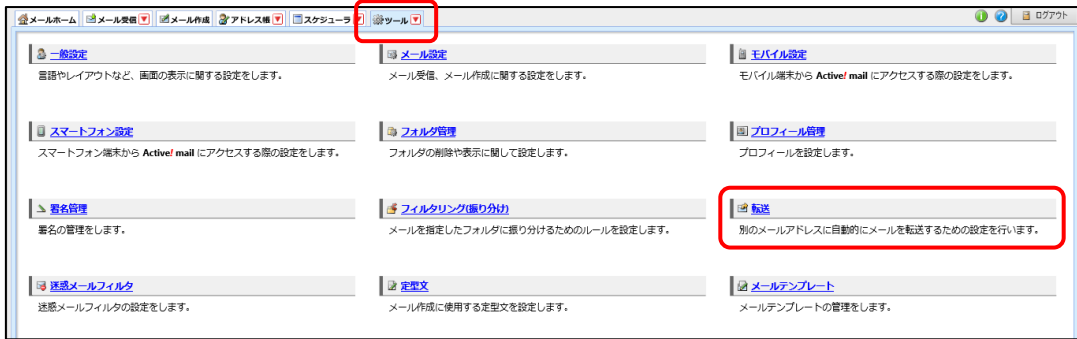 メールホーム メール受信 メール作成 アドレス帳 スケジューラ ツール ログアウト
一般設定 メール設定 モバイル設定
言語やレイアウトなど、画面の表示に関する設定をします。 メール受信、メール作成に関する設定をします。 モバイル端末から Active! mail にアクセスする際の設定をします。
スマートフォン設定 フォルダ管理 プロフィール管理
スマートフォン端末から Active! mail にアクセスする際の設定をします。 フォルダの削除や表示に関して設定します。 プロフィールを設定します。
署名管理 フィルタリング(振り分け) 転送
署名の管理をします。 メールを指定したフォルダに振り分けるためのルールを設定します。 別のメールアドレスに自動的にメールを転送するための設定を行います。
迷惑メールフィルタ 定型文 メールテンプレート
迷惑メールフィルタの設定をします。 メール作成に使用する定型文を設定します。 メールテンプレートの管理をします。